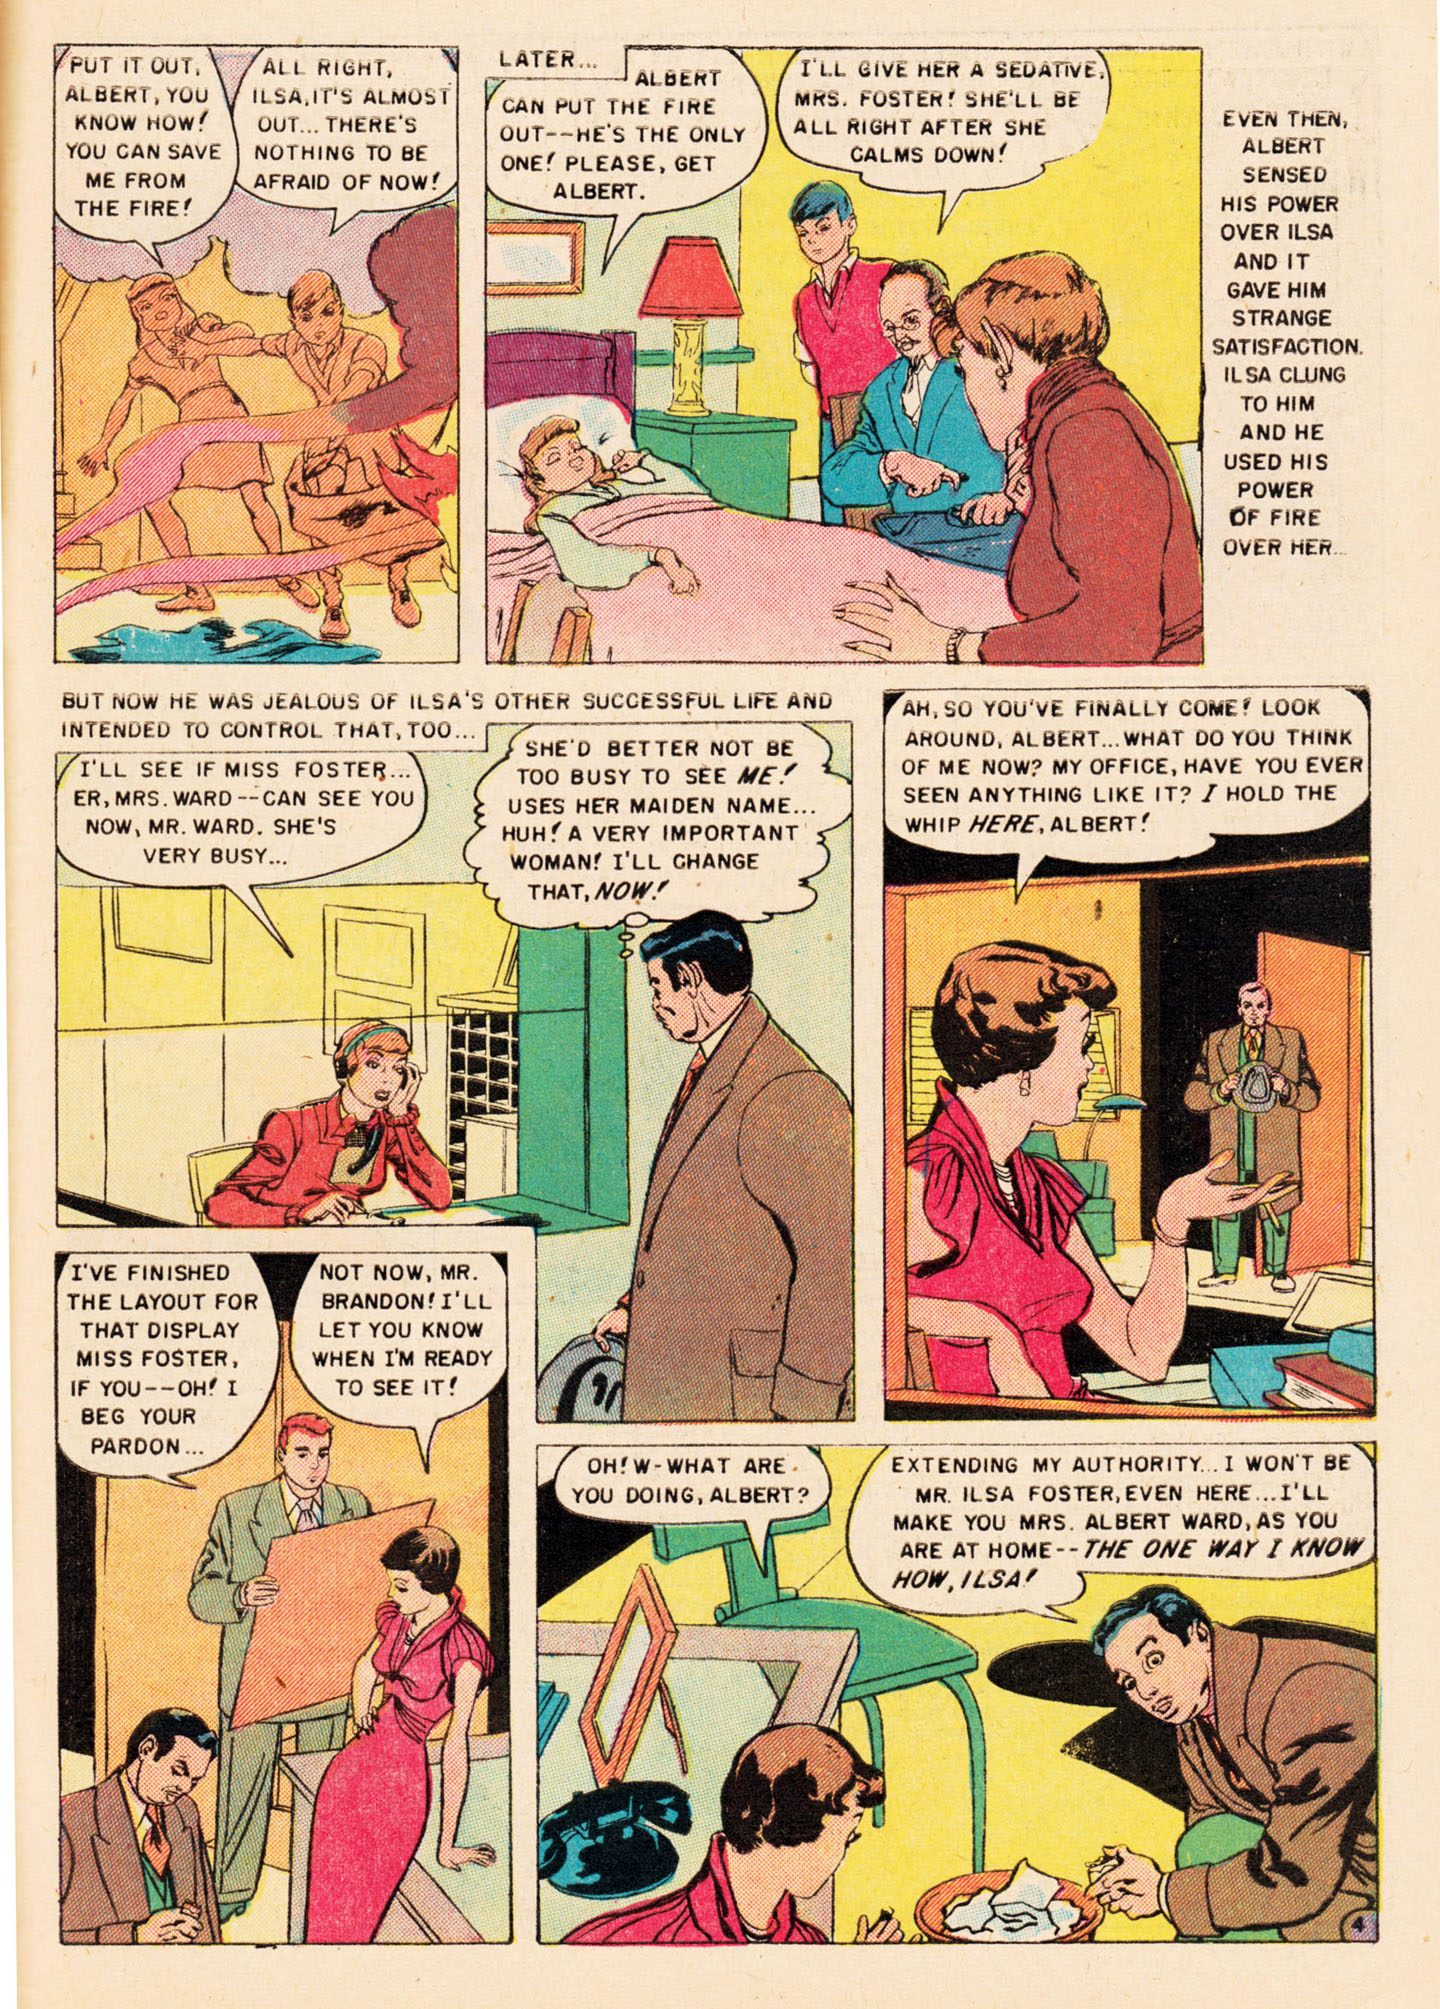 PUT IT OUT,
ALBERT, YOU
KNOW HOW!
YOU CAN SAVE
ME FROM
THE FIRE!
ALL RIGHT,
ILSA, IT'S ALMOST
OUT... THERE'S
NOTHING TO BE
AFRAID OF NOW!
LATER...
ALBERT
CAN PUT THE FIRE
OUT--HE'S THE ONLY
ONE! PLEASE, GET
ALBERT.
I'LL GIVE HER A SEDATIVE,
MRS. FOSTER! SHE'LL BE
ALL RIGHT AFTER SHE
CALMS DOWN!
EVEN THEN,
ALBERT
SENSED
HIS POWER
OVER ILSA
AND IT
GAVE HIM
STRANGE
SATISFACTION.
ILSA CLUNG
TO HIM
AND HE
USED HIS
POWER
OF FIRE
OVER HER...
BUT NOW HE WAS JEALOUS OF ILSA'S OTHER SUCCESSFUL LIFE AND
INTENDED TO CONTROL THAT, TOO...
I'LL SEE IF MISS FOSTER...
ER, MRS. WARD--CAN SEE YOU
NOW, MR. WARD. SHE'S
VERY BUSY...
SHE'D BETTER NOT BE
TOO BUSY TO SEE ME!
USES HER MAIDEN NAME...
HUH! A VERY IMPORTANT
WOMAN! I'LL CHANGE
THAT, NOW!
AH, SO YOU'VE FINALLY COME! LOOK
AROUND, ALBERT...WHAT DO YOU THINK
OF ME NOW? MY OFFICE, HAVE YOU EVER
SEEN ANYTHING LIKE IT? I HOLD THE
WHIP HERE, ALBERT!
I'VE FINISHED
THE LAYOUT FOR
THAT DISPLAY
MISS FOSTER,
IF YOU--OH! I
BEG YOUR
PARDON...
NOT NOW, MR.
BRANDON! I'LL
LET YOU KNOW
WHEN I'M READY
TO SEE IT!
OH! W-WHAT ARE
YOU DOING, ALBERT?
EXTENDING MY AUTHORITY... I WON'T BE
MR. ILSA FOSTER, EVEN HERE...I'LL
MAKE YOU MRS. ALBERT WARD, AS YOU
ARE AT HOME--THE ONE WAY I KNOW
HOW, ILSA!
4